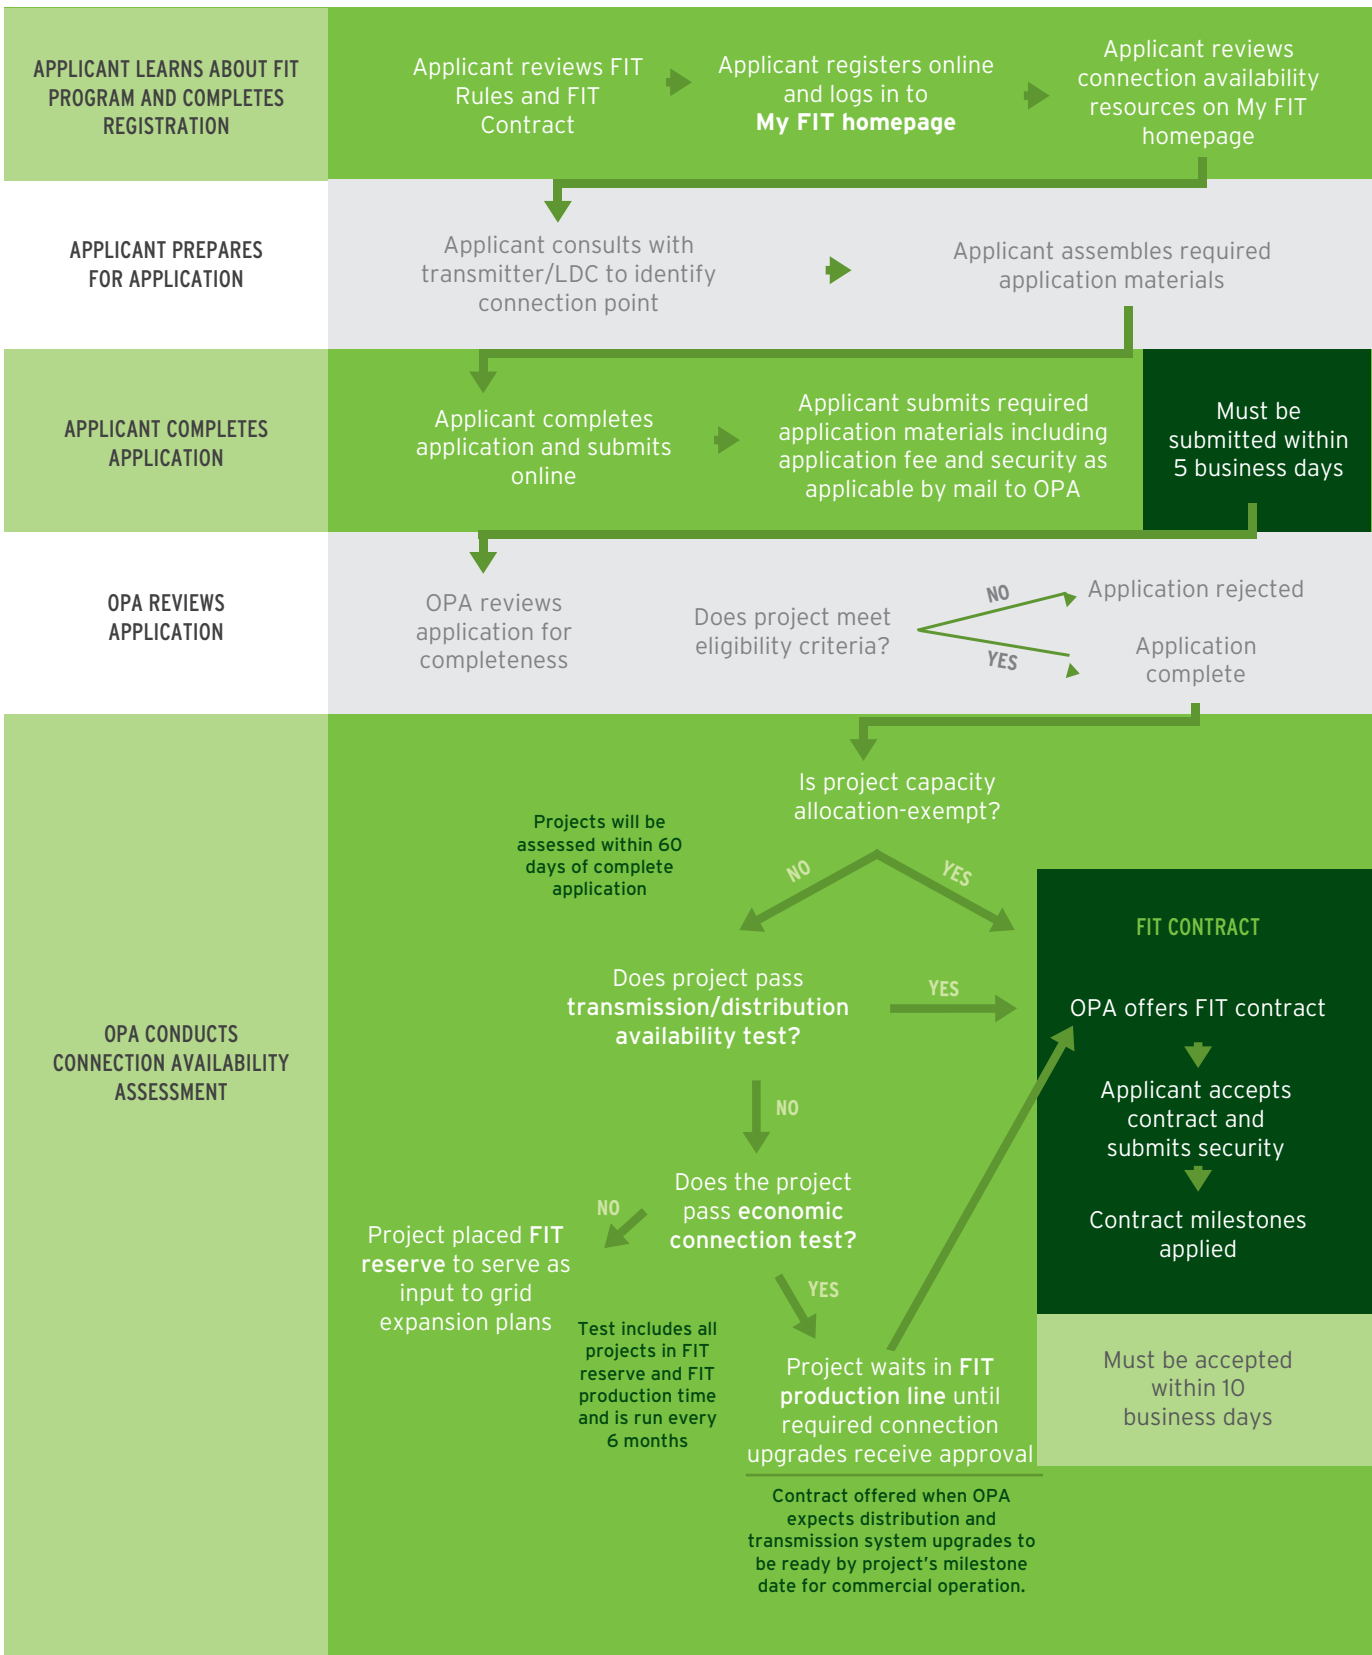 APPLICANT LEARNS ABOUT FIT
PROGRAM AND COMPLETES
REGISTRATION
Applicant reviews FIT
Rules and FIT
Contract
Applicant registers online
and logs in to
My FIT homepage
Applicant reviews
connection availability
resources on My FIT
homepage
APPLICANT PREPARES
FOR APPLICATION
Applicant consults with
transmitter/LDC to identify
connection point
Applicant assembles required
application materials
APPLICANT COMPLETES
APPLICATION
Applicant completes
application and submits
online
Applicant submits required
application materials including
application fee and security as
applicable by mail to OPA
Must be
submitted within
5 business days
OPA REVIEWS
APPLICATION
OPA reviews
application for
completeness
Does project meet
eligibility criteria?
NO
Application rejected
YES
Application
complete
OPA CONDUCTS
CONNECTION AVAILABILITY
ASSESSMENT
Is project capacity
allocation-exempt?
Projects will be
assessed within 60
days of complete
application
NO
YES
Does project pass
transmission/distribution
availability test?
YES
NO
Does the project
pass economic
connection test?
NO
Project placed FIT
reserve to serve as
input to grid
expansion plans
YES
Test includes all
projects in FIT
reserve and FIT
production time
and is run every
6 months
Project waits in FIT
production line until
required connection
upgrades receive approval
Contract offered when OPA
expects distribution and
transmission system upgrades to
be ready by project's milestone
date for commercial operation.
FIT CONTRACT
OPA offers FIT contract
Applicant accepts
contract and
submits security
Contract milestones
applied
Must be accepted
within 10
business days